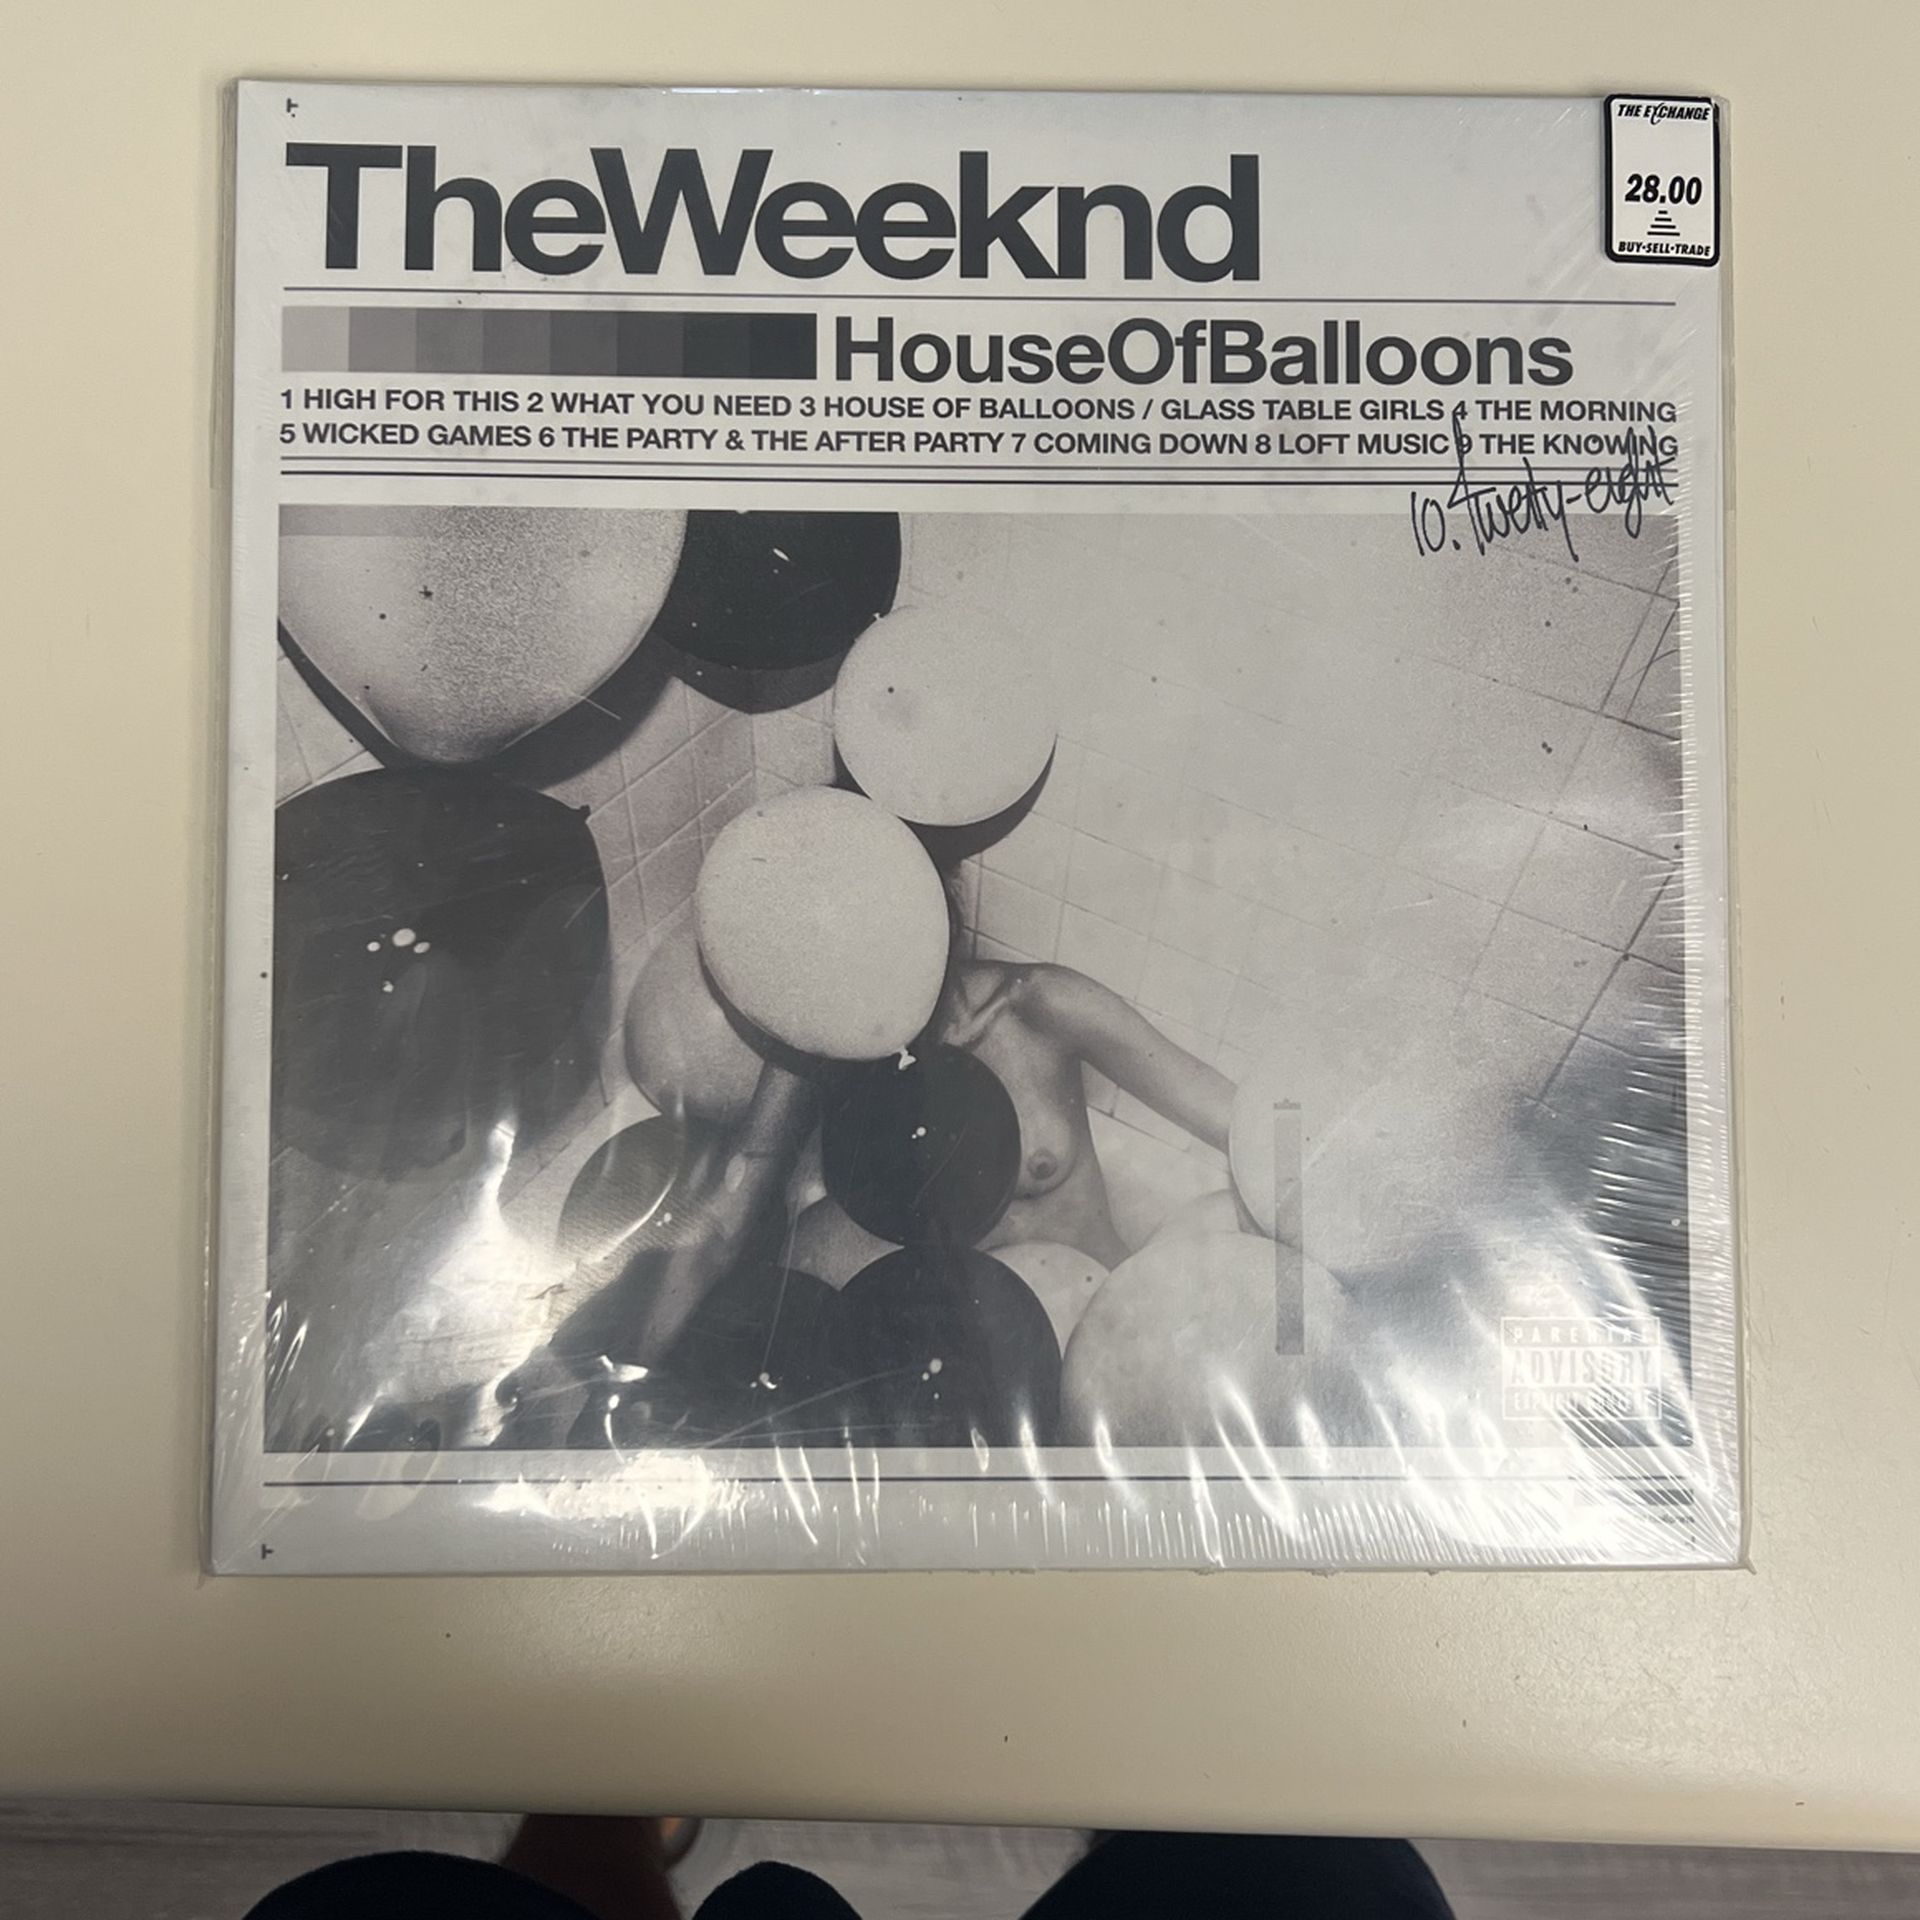 THE EXCHANGE
28.00
BUY•SELL•TRADE
TheWeeknd
HouseOfBalloons
1 HIGH FOR THIS 2 WHAT YOU NEED 3 HOUSE OF BALLOONS / GLASS TABLE GIRLS 4 THE MORNING
5 WICKED GAMES 6 THE PARTY & THE AFTER PARTY 7 COMING DOWN 8 LOFT MUSIC 9 THE KNOWING
10. Twenty-eight
PARENTAL
ADVISORY
EXPLICIT CONTENT